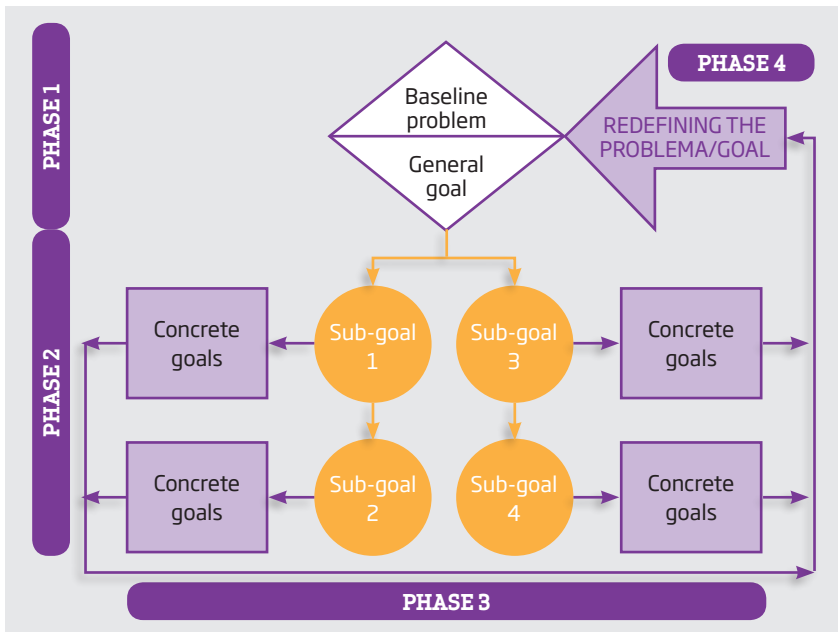 PHASE 1
Baseline
problem
General
goal
PHASE 4
REDEFINING THE
PROBLEMA/GOAL
PHASE 2
Concrete
goals
Sub-goal
1
Sub-goal
3
Concrete
goals
Concrete
goals
Sub-goal
2
Sub-goal
4
Concrete
goals
PHASE 3